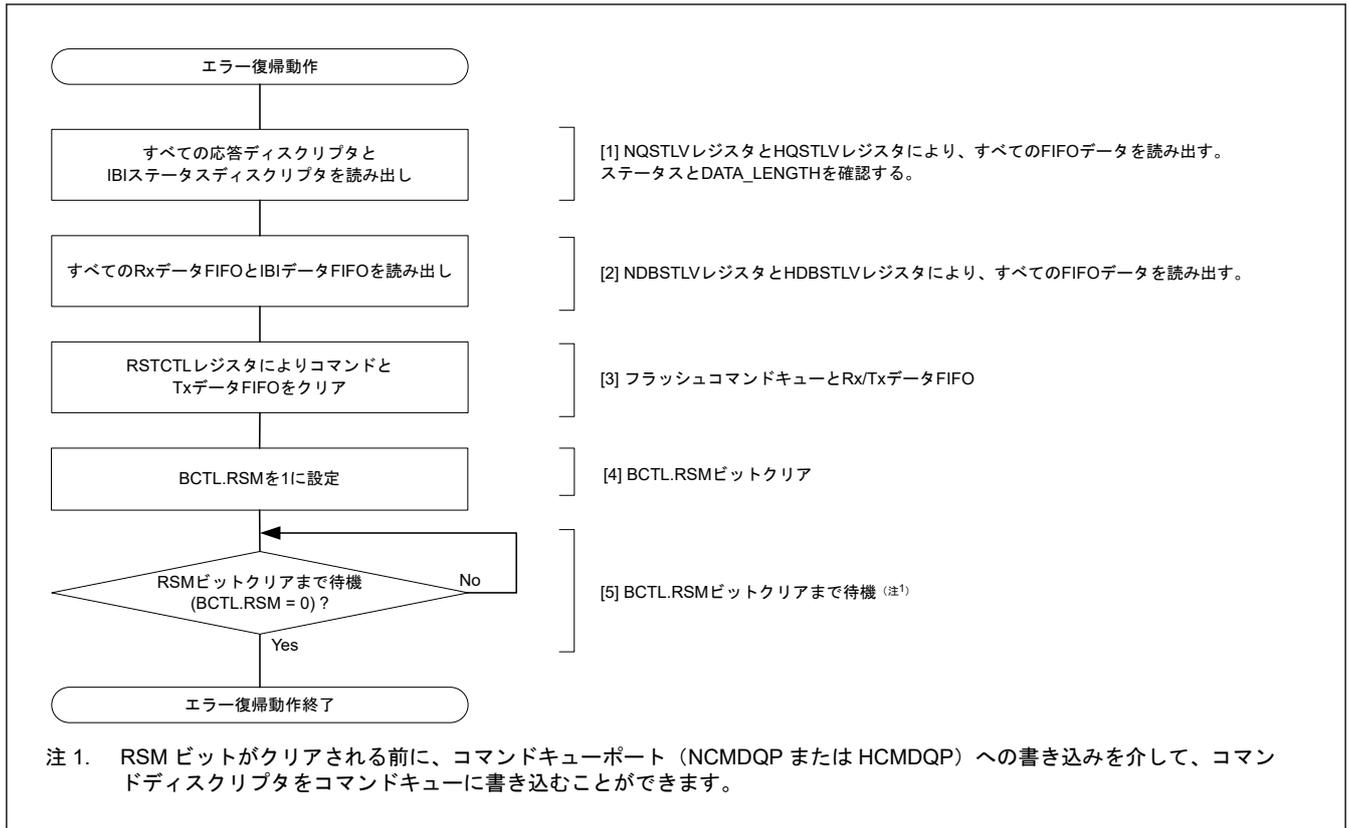 エラー復帰動作
すべての応答ディスクリプタと
IBIステータスディスクリプタを読み出し
[1] NQSTLVレジスタとHQSTLVレジスタにより、すべてのFIFOデータを読み出す。
ステータスとDATA_LENGTHを確認する。
すべてのRxデータFIFOとIBIデータFIFOを読み出し
[2] NDBSTLVレジスタとHDBSTLVレジスタにより、すべてのFIFOデータを読み出す。
RSTCTLレジスタによりコマンドと
TxデータFIFOをクリア
[3] フラッシュコマンドキューとRx/TxデータFIFO
BCTL.RSMを1に設定
[4] BCTL.RSMビットクリア
RSMビットクリアまで待機
(BCTL.RSM = 0) ?
No
[5] BCTL.RSMビットクリアまで待機（注1）
Yes
エラー復帰動作終了
注 1. RSM ビットがクリアされる前に、コマンドキューポート（NCMDQP または HCMDQP）への書き込みを介して、コマン
ドディスクリプタをコマンドキューに書き込むことができます。